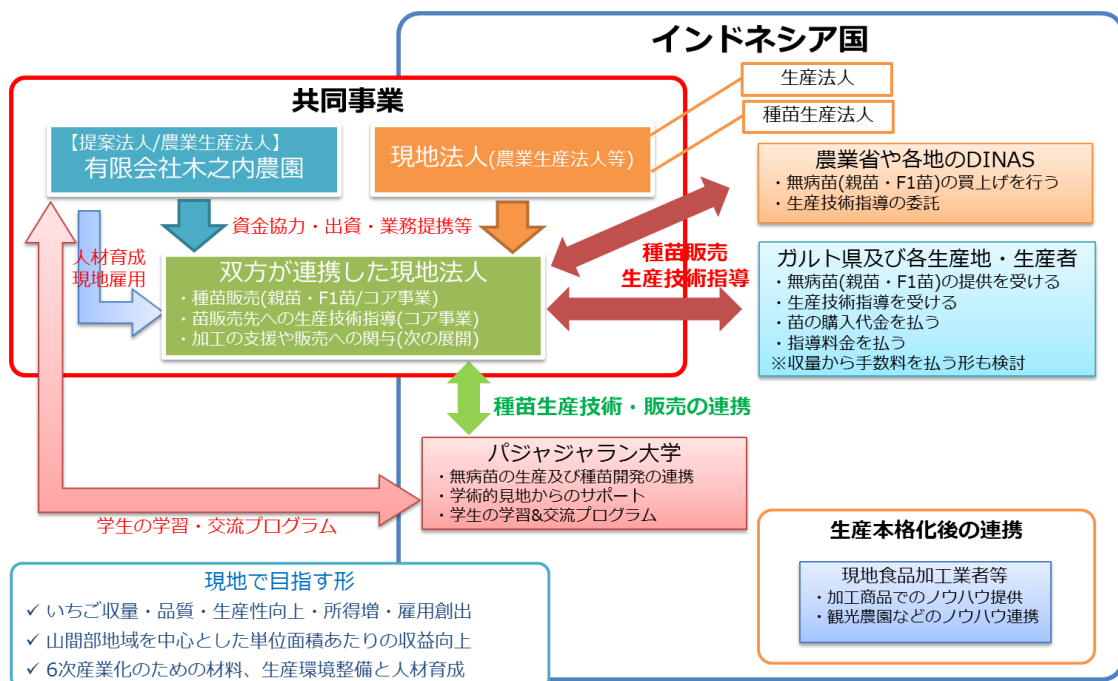 インドネシア国
共同事業
生産法人
種苗生産法人
【提案法人/農業生産法人】
有限会社木之内農園
現地法人(農業生産法人等)
農業省や各地のDINAS
・無病苗(親苗・F1苗)の買上げを行う
・生産技術指導の委託
資金協力・出資・業務提携等
人材育成
現地雇用
種苗販売
生産技術指導
双方が連携した現地法人
・種苗販売(親苗・F1苗/コア事業)
・苗販売先への生産技術指導(コア事業)
・加工の支援や販売への関与(次の展開)
ガルト県及び各生産地・生産者
・無病苗(親苗・F1苗)の提供を受ける
・生産技術指導を受ける
・苗の購入代金を払う
・指導料金を払う
※収量から手数料を払う形も検討
種苗生産技術・販売の連携
パジャジャラン大学
・無病苗の生産及び種苗開発の連携
・学術的見地からのサポート
・学生の学習&交流プログラム
学生の学習・交流プログラム
生産本格化後の連携
現地食品加工業者等
・加工商品でのノウハウ提供
・観光農園などのノウハウ連携
現地で目指す形
✓ いちご収量・品質・生産性向上・所得増・雇用創出
✓ 山間部地域を中心とした単位面積あたりの収益向上
✓ 6次産業化のための材料、生産環境整備と人材育成